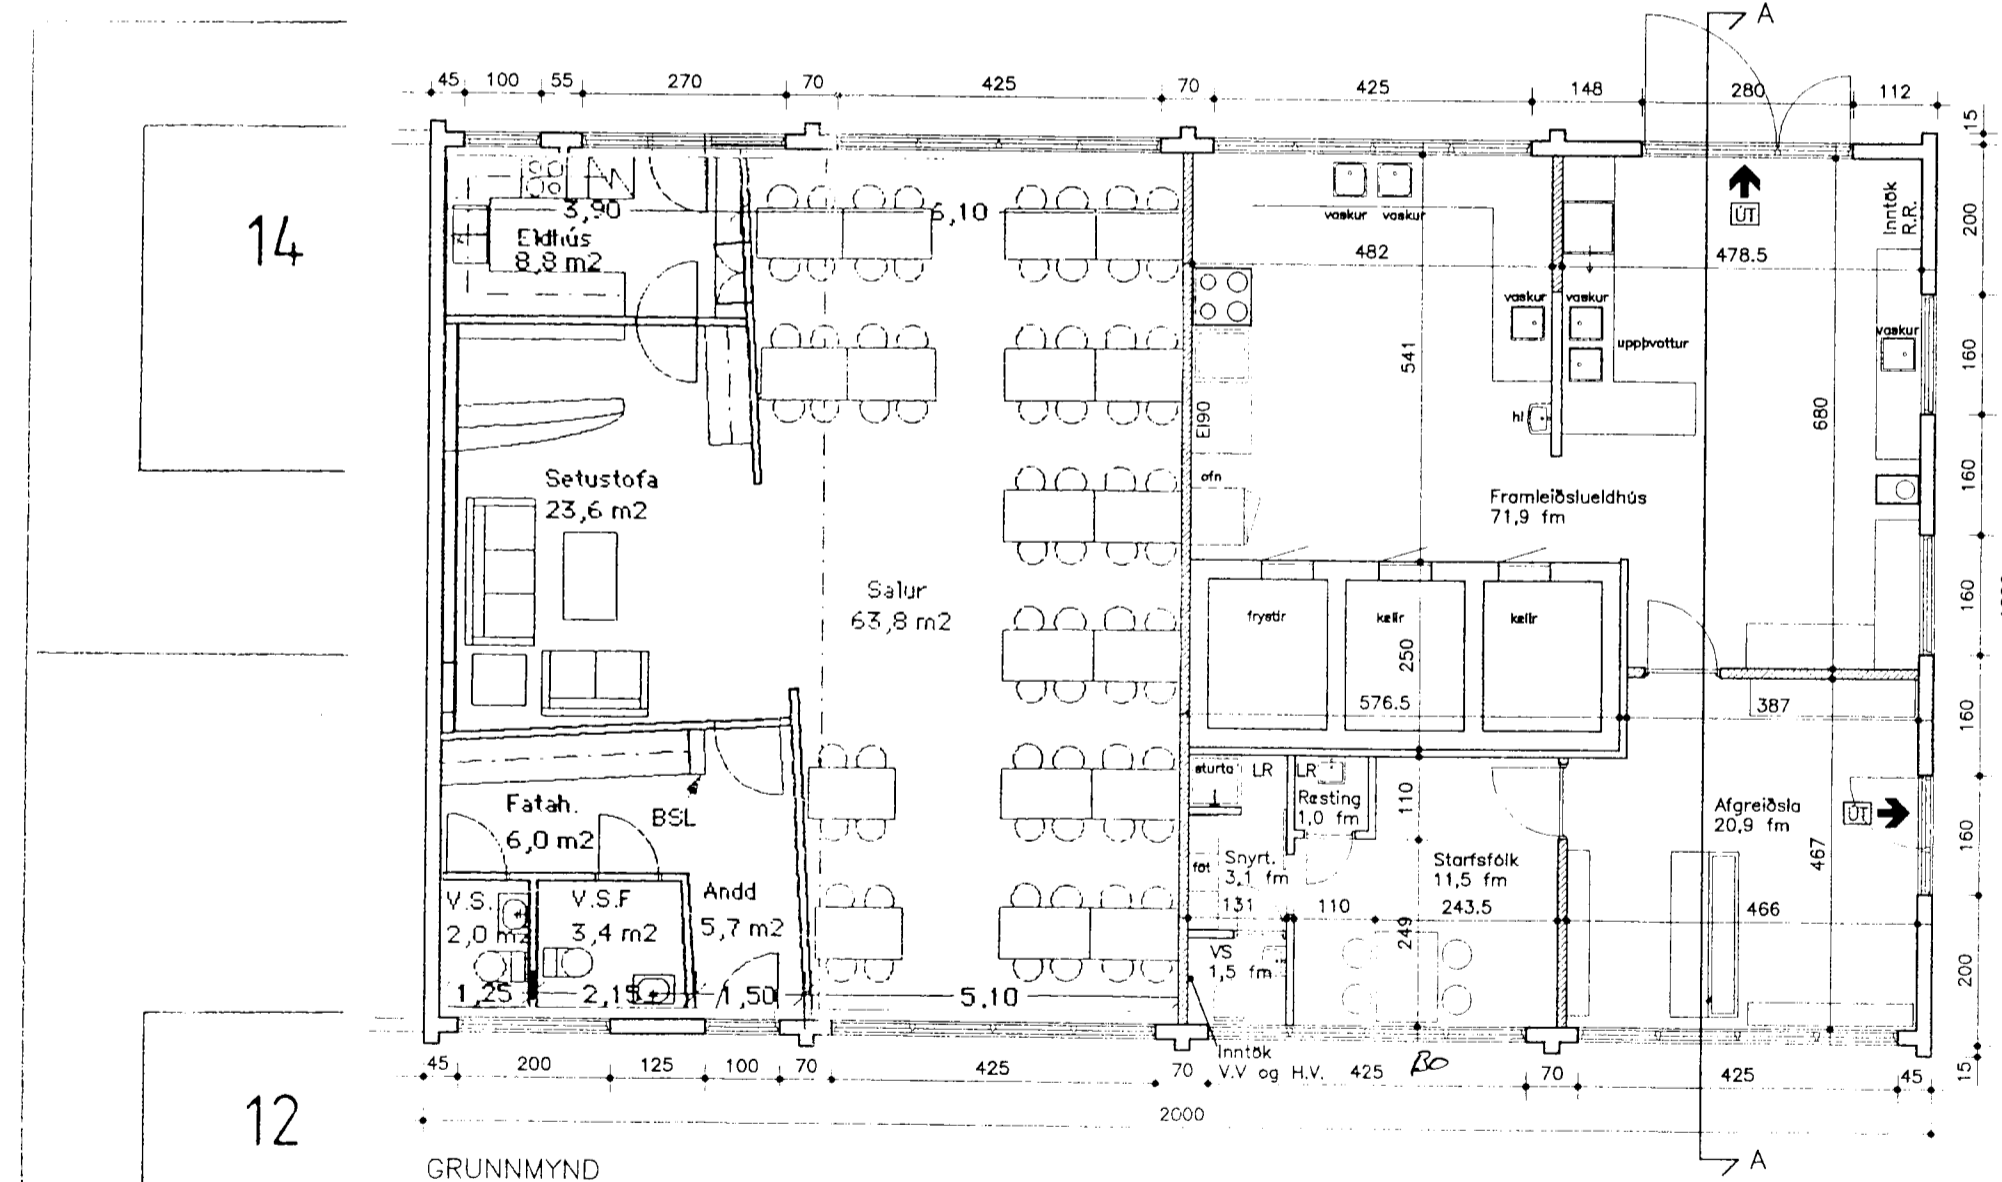 A
45 100 55 270 70 425 70 425 148 280 112
15
14
3,90
6,10
Eldhús
8,8 m2
vaskur vaskur
482
ÚT
478.5
Inntök
R.R.
200
vaskur vaskur
uppþvottur
vaskur
160
541
EI90
hl
680
ofn
Setustofa
23,6 m2
Framleiðslueldhús
71,9 fm
160
Salur
63,8 m2
frystir
kælir
kælir
160
250
576.5
387
160
Fatah.
6,0 m2
BSL
sturta
LR
LR
Ræsting
1,0 fm
110
Afgreiðsla
20,9 fm
ÚT
160
467
föt
Snyrt.
3,1 fm
Starfsfólk
11,5 fm
V.S.
2,0 m2
V.S.F
3,4 m2
Andd
5,7 m2
131
110
243.5
466
249
VS
1,5 fm
200
1,25
2,15
1,50
5.10
Inntök
V.V og H.V.
45 200 125 100 70 425 70 425 BO 70 425 45
15
2000
12
A
GRUNNMYND